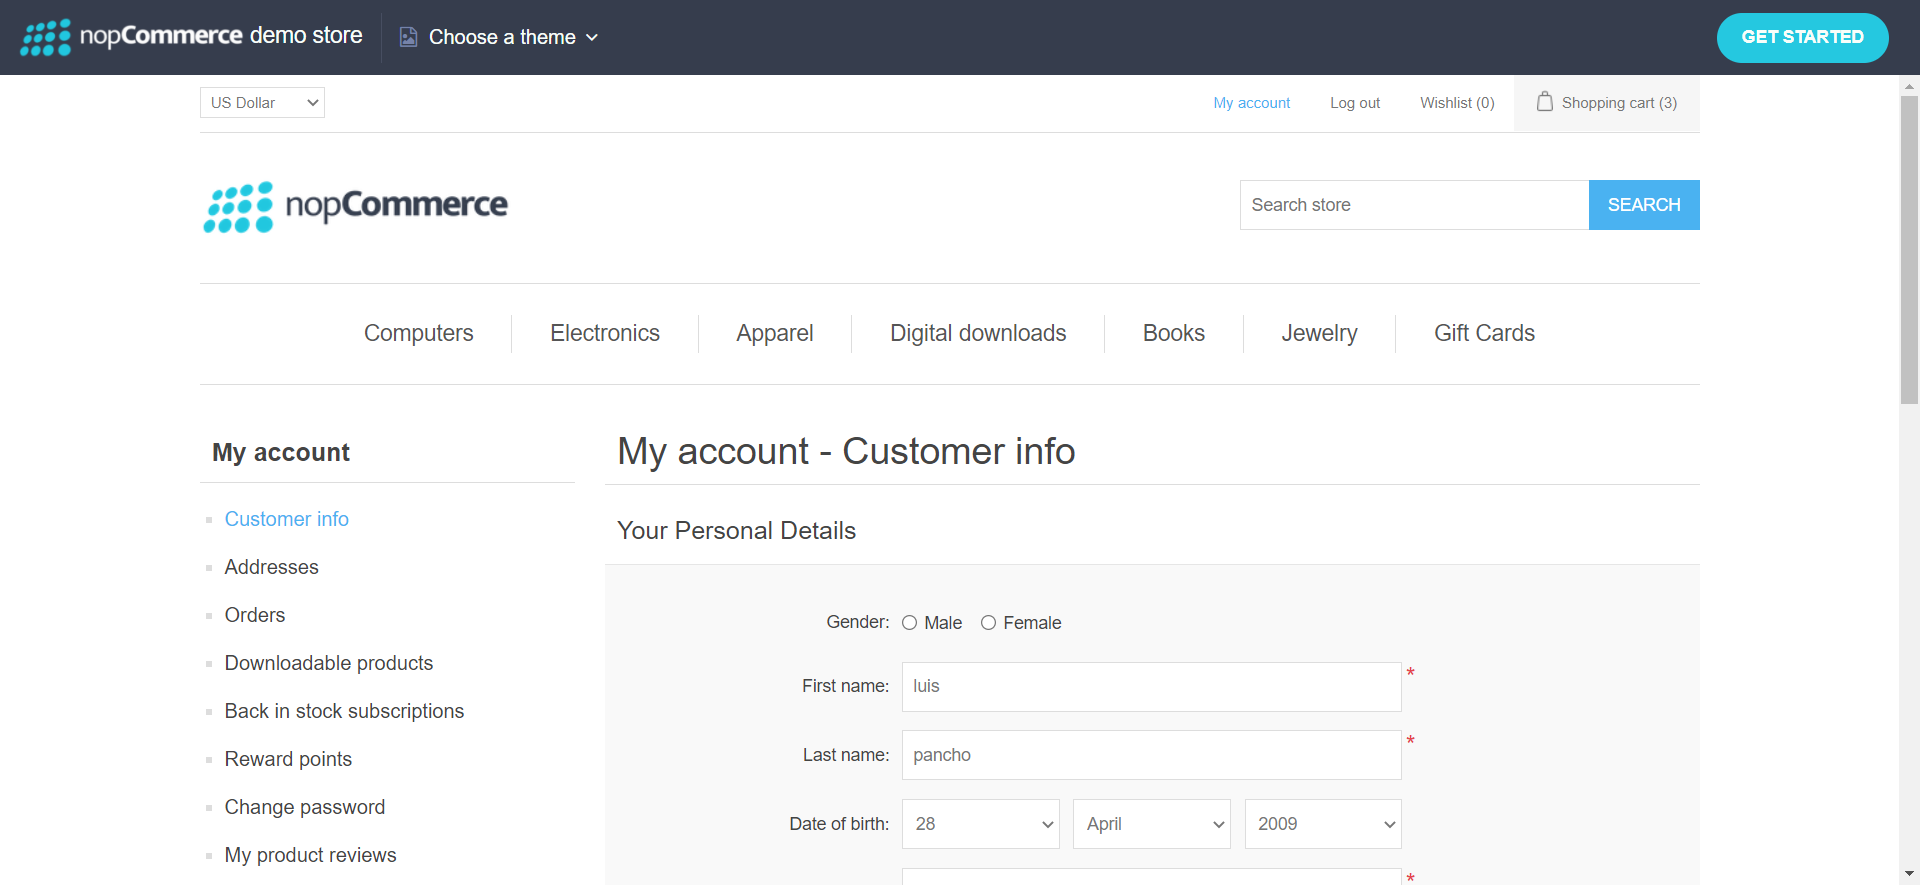 nopCommerce demo store
Choose a theme
GET STARTED
US Dollar
My account
Log out
Wishlist (0)
Shopping cart (3)
nopCommerce
Search store
SEARCH
Computers
Electronics
Apparel
Digital downloads
Books
Jewelry
Gift Cards
My account
Customer info
Addresses
Orders
Downloadable products
Back in stock subscriptions
Reward points
Change password
My product reviews
My account - Customer info
Your Personal Details
Gender: Male Female
First name: luis *
Last name: pancho *
Date of birth: 28 April 2009
*